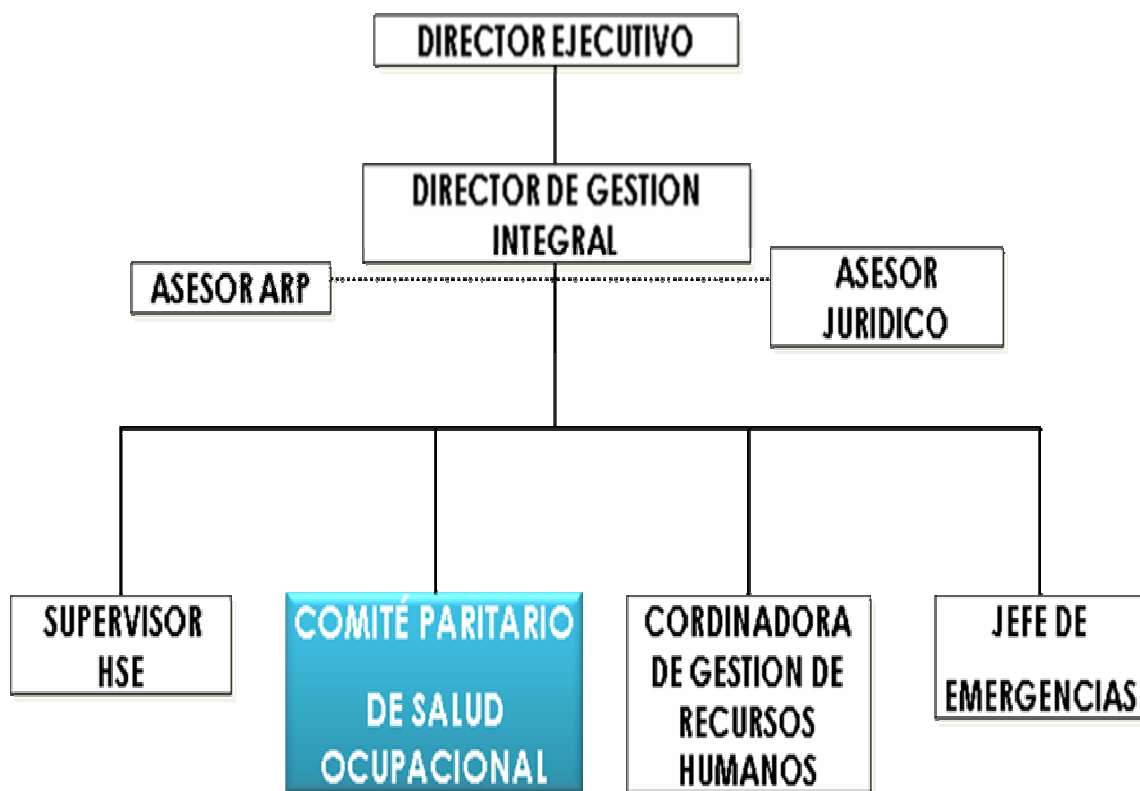 DIRECTOR EJECUTIVO
DIRECTOR DE GESTION
INTEGRAL
ASESOR ARP
ASESOR
JURIDICO
SUPERVISOR
HSE
COMITÉ PARITARIO
DE SALUD
OCUPACIONAL
CORDINADORA
DE GESTION DE
RECURSOS
HUMANOS
JEFE DE
EMERGENCIAS